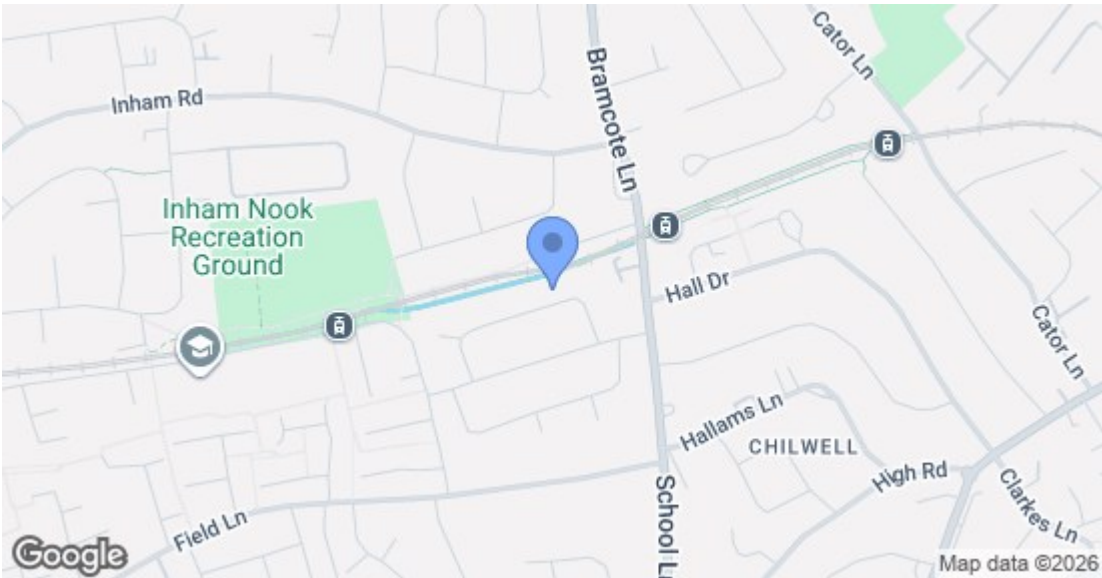 Cator Ln
Bramcote Ln
Inham Rd
Inham Nook
Recreation
Ground
Hall Dr
Cator Ln
Hallams Ln
CHILWELL
High Rd
School L
Clarkes Ln
Field Ln
Google
Map data ©2026